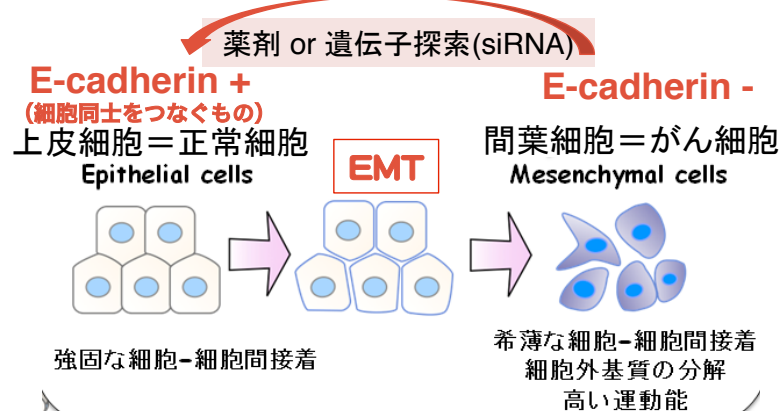 薬剤 or 遺伝子探索(siRNA)
E-cadherin +
（細胞同士をつなぐもの）
上皮細胞＝正常細胞
Epithelial cells
EMT
E-cadherin -
間葉細胞＝がん細胞
Mesenchymal cells
強固な細胞-細胞間接着
希薄な細胞-細胞間接着
細胞外基質の分解
高い運動能